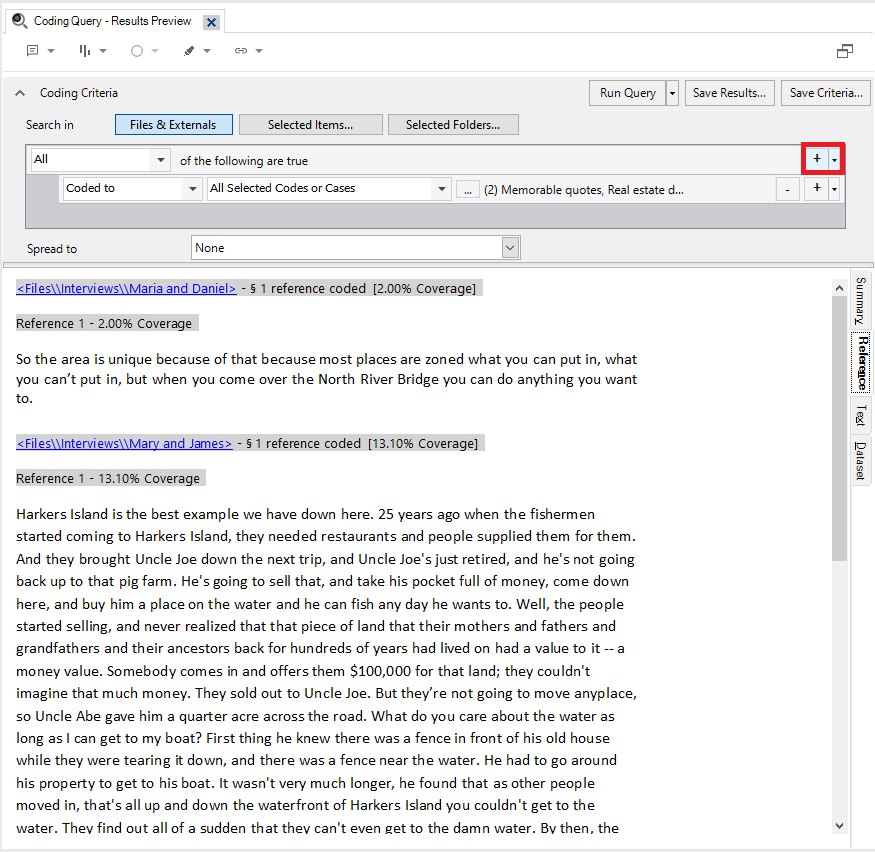 Coding Query - Results Preview
Coding Criteria Run Query Save Results... Save Criteria...
Search in Files & Externals Selected Items... Selected Folders...
All of the following are true +
Coded to All Selected Codes or Cases ... (2) Memorable quotes, Real estate d... - +
Spread to None
<Files\\Interviews\\Maria and Daniel> - § 1 reference coded [2.00% Coverage]
Reference 1 - 2.00% Coverage
So the area is unique because of that because most places are zoned what you can put in, what
you can’t put in, but when you come over the North River Bridge you can do anything you want
to.
<Files\\Interviews\\Mary and James> - § 1 reference coded [13.10% Coverage]
Reference 1 - 13.10% Coverage
Harkers Island is the best example we have down here. 25 years ago when the fishermen
started coming to Harkers Island, they needed restaurants and people supplied them for them.
And they brought Uncle Joe down the next trip, and Uncle Joe's just retired, and he's not going
back up to that pig farm. He's going to sell that, and take his pocket full of money, come down
here, and buy him a place on the water and he can fish any day he wants to. Well, the people
started selling, and never realized that that piece of land that their mothers and fathers and
grandfathers and their ancestors back for hundreds of years had lived on had a value to it -- a
money value. Somebody comes in and offers them $100,000 for that land; they couldn't
imagine that much money. They sold out to Uncle Joe. But they’re not going to move anyplace,
so Uncle Abe gave him a quarter acre across the road. What do you care about the water as
long as I can get to my boat? First thing he knew there was a fence in front of his old house
while they were tearing it down, and there was a fence near the water. He had to go around
his property to get to his boat. It wasn't very much longer, he found that as other people
moved in, that's all up and down the waterfront of Harkers Island you couldn't get to the
water. They find out all of a sudden that they can't even get to the damn water. By then, the
Summary
Reference
Text
Dataset